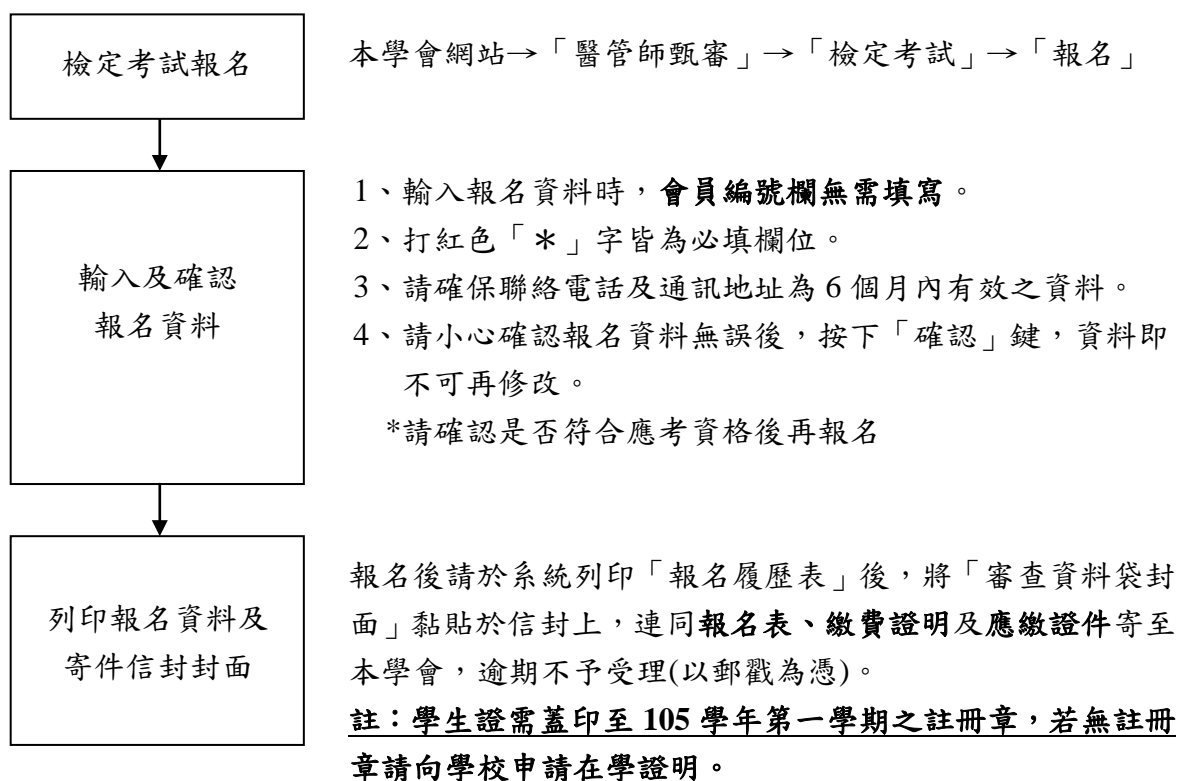 檢定考試報名
本學會網站→「醫管師甄審」→「檢定考試」→「報名」
輸入及確認
報名資料
1、輸入報名資料時，會員編號欄無需填寫。
2、打紅色「＊」字皆為必填欄位。
3、請確保聯絡電話及通訊地址為 6 個月內有效之資料。
4、請小心確認報名資料無誤後，按下「確認」鍵，資料即
不可再修改。
*請確認是否符合應考資格後再報名
列印報名資料及
寄件信封封面
報名後請於系統列印「報名履歷表」後，將「審查資料袋封
面」黏貼於信封上，連同報名表、繳費證明及應繳證件寄至
本學會，逾期不予受理(以郵戳為憑)。
註：學生證需蓋印至 105 學年第一學期之註冊章，若無註冊
章請向學校申請在學證明。